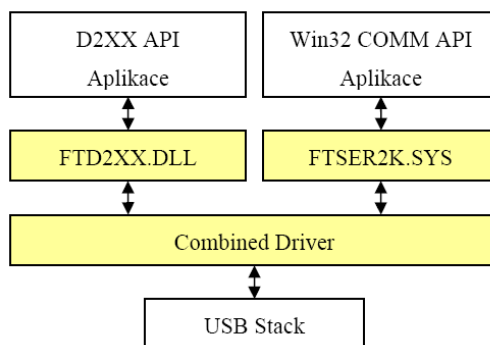 D2XX API
Aplikace
Win32 COMM API
Aplikace
FTD2XX.DLL
FTSER2K.SYS
Combined Driver
USB Stack